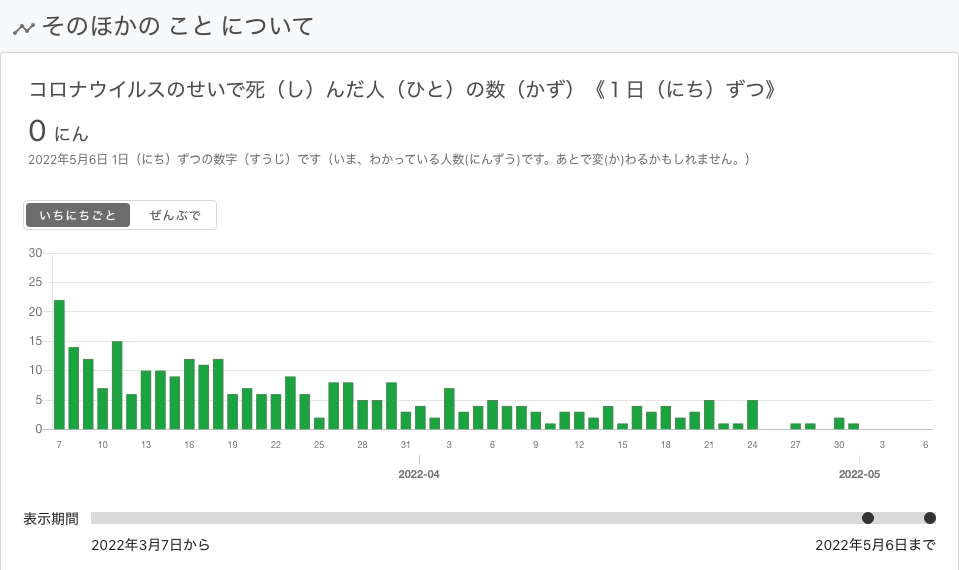 そのほかの こと について
コロナウイルスのせいで死（し）んだ人（ひと）の数（かず）《１日（にち）ずつ》
0 にん
2022年5月6日 1日（にち）ずつの数字（すうじ）です（いま、わかっている人数(にんずう)です。あとで変(か)わるかもしれません。）
いちにちごと ぜんぶで
30
25
20
15
10
5
0
7 10 13 16 19 22 25 28 31 3 6 9 12 15 18 21 24 27 30 3 6
2022-04 2022-05
表示期間
2022年3月7日から 2022年5月6日まで